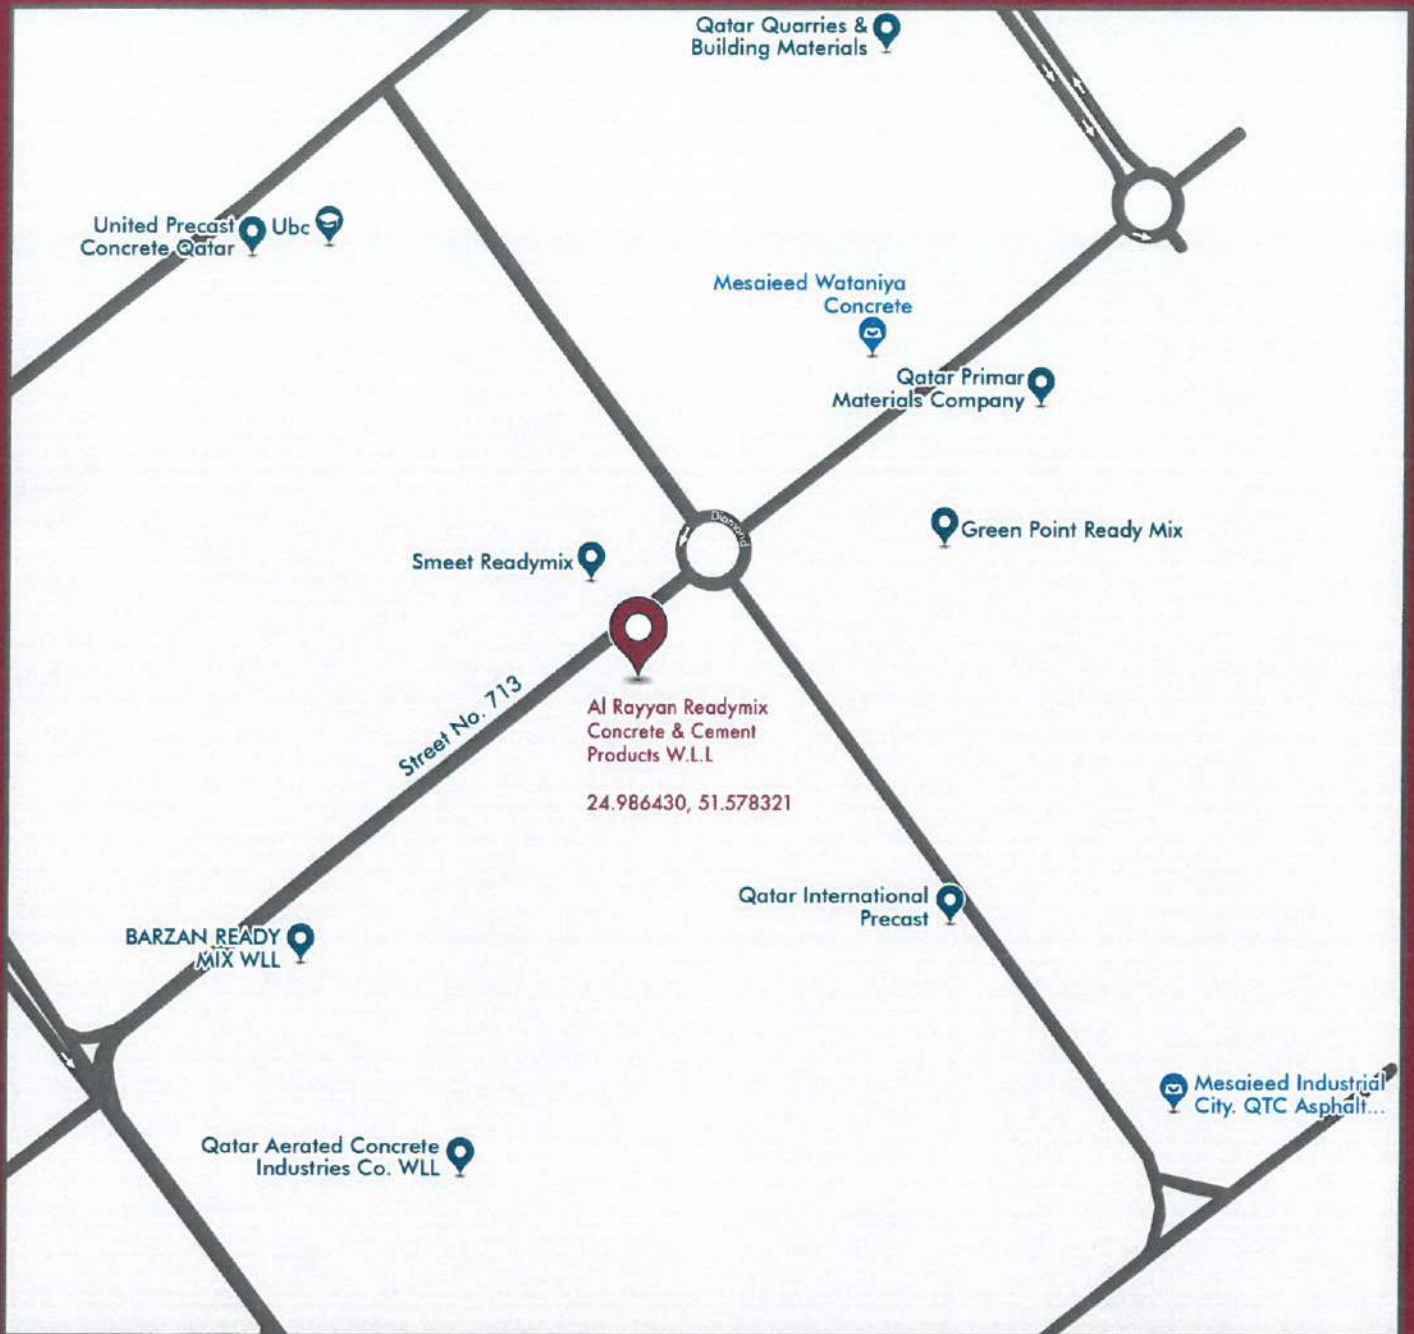 Qatar Quarries &
Building Materials
United Precast
Concrete Qatar
Ubc
Mesaieed Wataniya
Concrete
Qatar Primar
Materials Company
Diamond
Green Point Ready Mix
Smeet Readymix
Street No. 713
Al Rayyan Readymix
Concrete & Cement
Products W.L.L
24.986430, 51.578321
Qatar International
Precast
BARZAN READY
MIX WLL
Mesaieed Industrial
City. QTC Asphalt...
Qatar Aerated Concrete
Industries Co. WLL